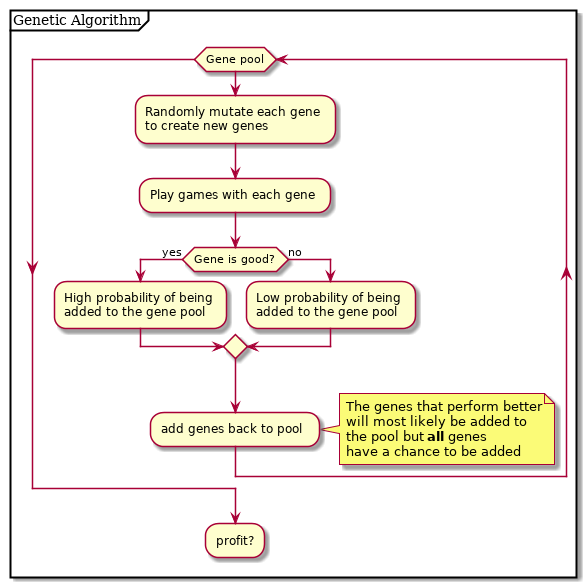 Genetic Algorithm
Gene pool
Randomly mutate each gene
to create new genes
Play games with each gene
yes
Gene is good?
no
High probability of being
added to the gene pool
Low probability of being
added to the gene pool
add genes back to pool
The genes that perform better
will most likely be added to
the pool but all genes
have a chance to be added
profit?